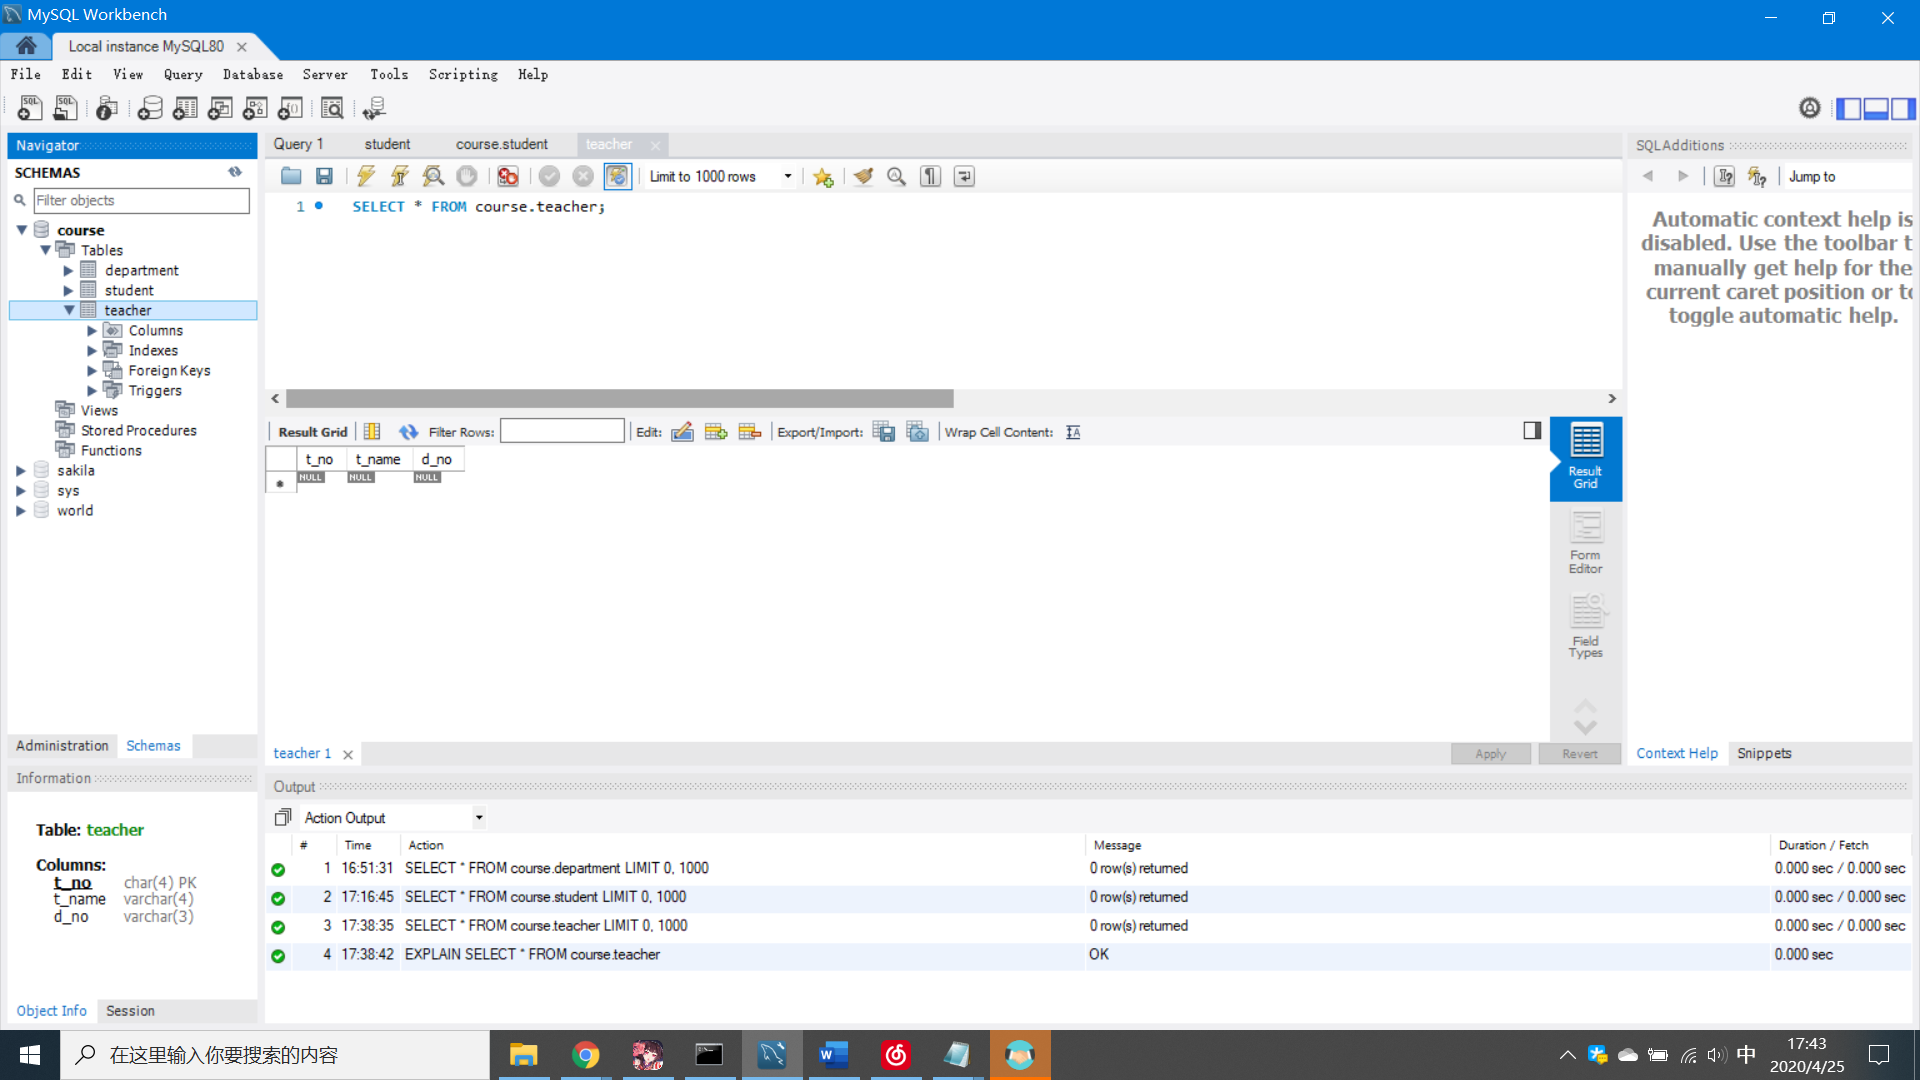 MySQL Workbench
Local instance MySQL80
File Edit View Query Database Server Tools Scripting Help
Navigator
SCHEMAS
Filter objects
course
Tables
department
student
teacher
Columns
Indexes
Foreign Keys
Triggers
Views
Stored Procedures
Functions
sakila
sys
world
Administration Schemas
Information
Table: teacher
Columns:
t_no char(4) PK
t_name varchar(4)
d_no varchar(3)
Object Info Session
Query 1 student course.student teacher
Limit to 1000 rows
1 SELECT * FROM course.teacher;
Result Grid Filter Rows: Edit: Export/Import: Wrap Cell Content:
t_no t_name d_no
NULL NULL NULL
Result
Grid
Form
Editor
Field
Types
teacher 1
Apply Revert
SQLAdditions
Jump to
Automatic context help is
disabled. Use the toolbar t
manually get help for the
current caret position or to
toggle automatic help.
Context Help Snippets
Output
Action Output
# Time Action Message Duration / Fetch
1 16:51:31 SELECT * FROM course.department LIMIT 0, 1000 0 row(s) returned 0.000 sec / 0.000 sec
2 17:16:45 SELECT * FROM course.student LIMIT 0, 1000 0 row(s) returned 0.000 sec / 0.000 sec
3 17:38:35 SELECT * FROM course.teacher LIMIT 0, 1000 0 row(s) returned 0.000 sec / 0.000 sec
4 17:38:42 EXPLAIN SELECT * FROM course.teacher OK 0.000 sec
在这里输入你要搜索的内容
中
17:43
2020/4/25